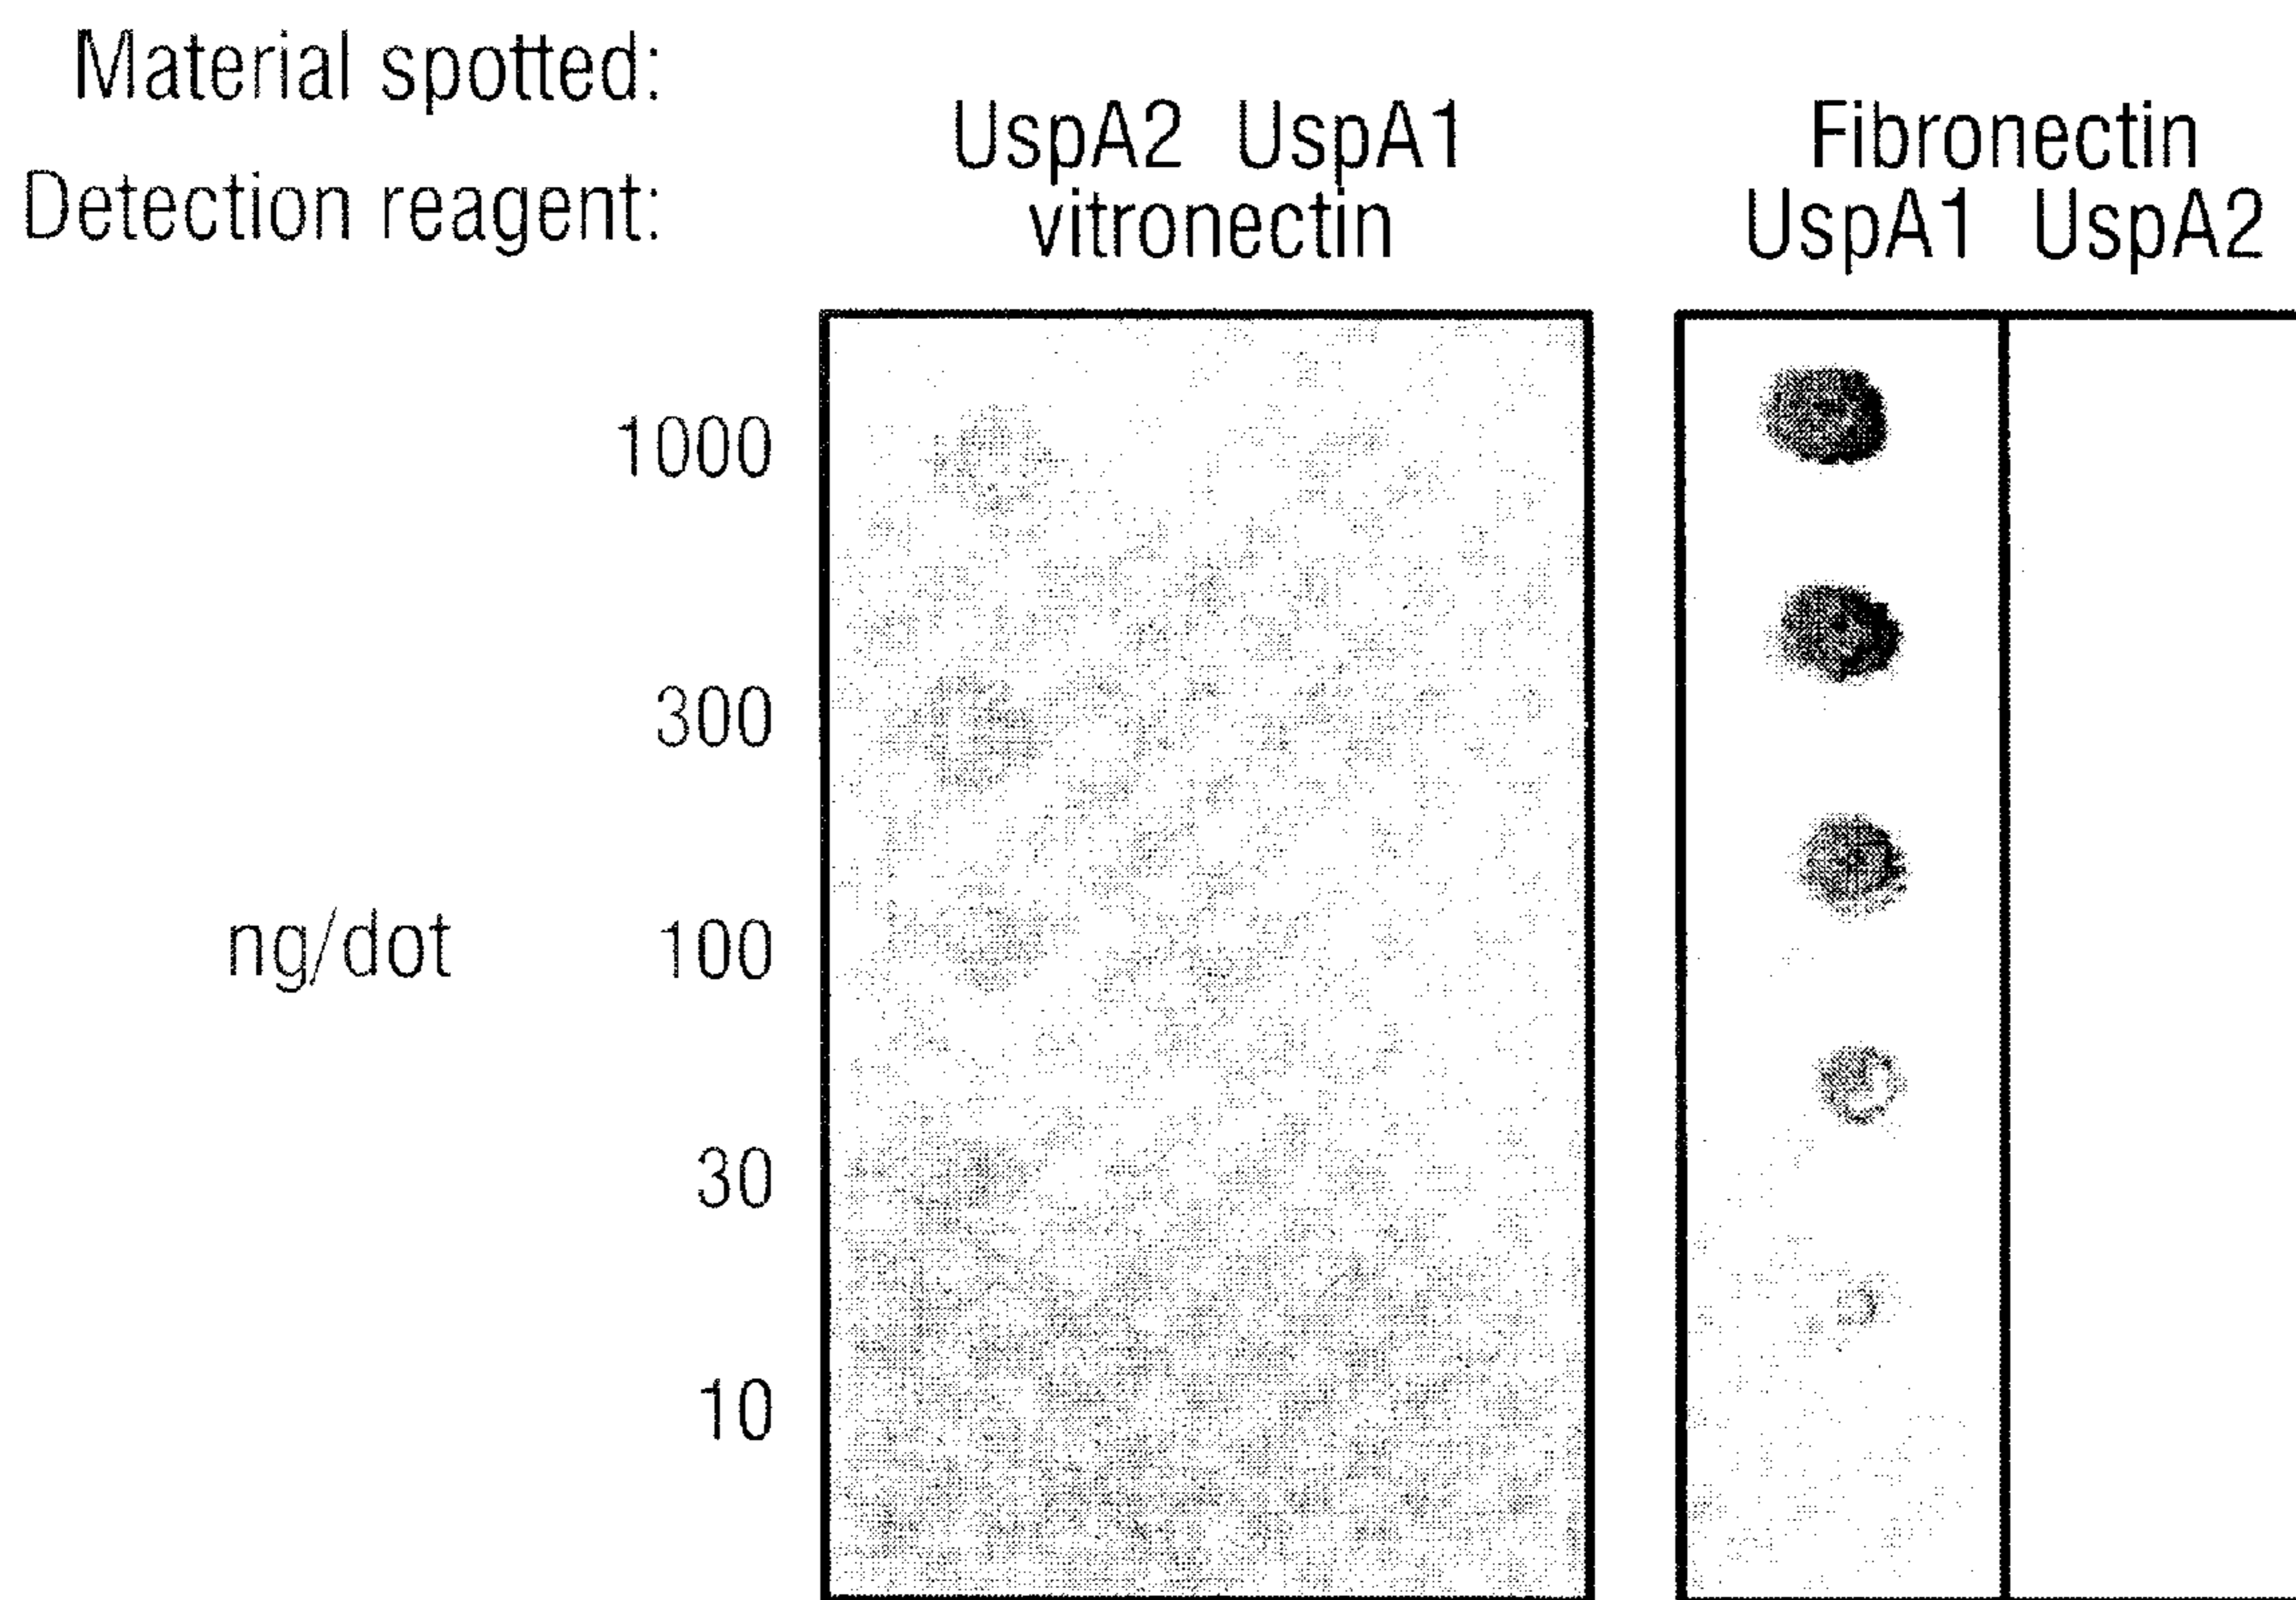 Material spotted:
UspA2 UspA1
Fibronectin
Detection reagent:
vitronectin
UspA1 UspA2
1000
300
ng/dot 100
30
10